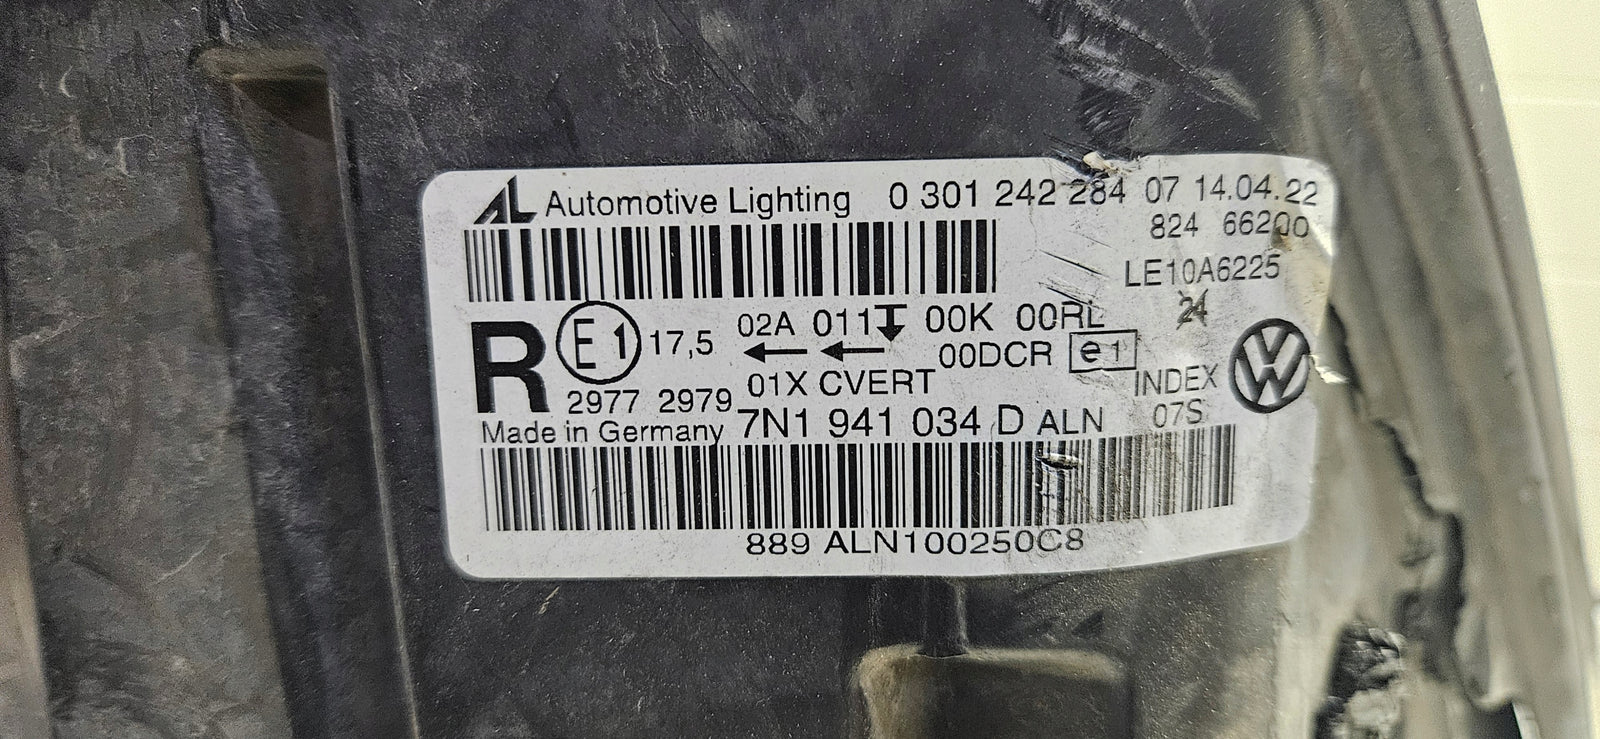 AL Automotive Lighting 0 301 242 284 07 14.04.22
824 66200
LE10A6225
24
R E1 17,5 02A 011 00K 00RL
00DCR e1
2977 2979 01X CVERT INDEX
Made in Germany 7N1 941 034 D ALN 07S
889 ALN100250C8